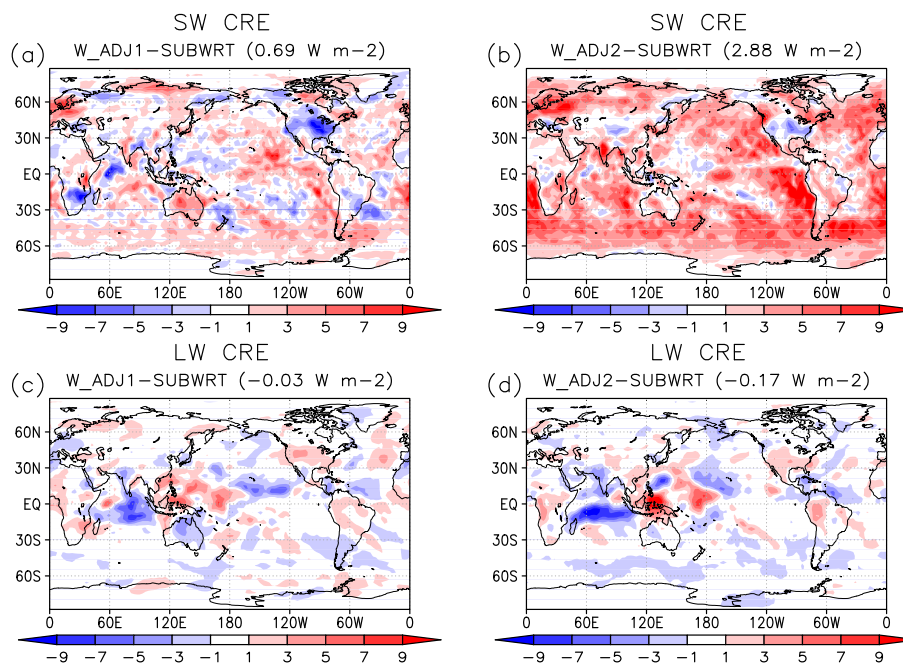 SW CRE
(a) W_ADJ1-SUBWRT (0.69 W m-2)
60N
30N
EQ
30S
60S
0 60E 120E 180 120W 60W 0
-9 -7 -5 -3 -1 1 3 5 7 9
SW CRE
(b) W_ADJ2-SUBWRT (2.88 W m-2)
60N
30N
EQ
30S
60S
0 60E 120E 180 120W 60W 0
-9 -7 -5 -3 -1 1 3 5 7 9
LW CRE
(c) W_ADJ1-SUBWRT (-0.03 W m-2)
60N
30N
EQ
30S
60S
0 60E 120E 180 120W 60W 0
-9 -7 -5 -3 -1 1 3 5 7 9
LW CRE
(d) W_ADJ2-SUBWRT (-0.17 W m-2)
60N
30N
EQ
30S
60S
0 60E 120E 180 120W 60W 0
-9 -7 -5 -3 -1 1 3 5 7 9